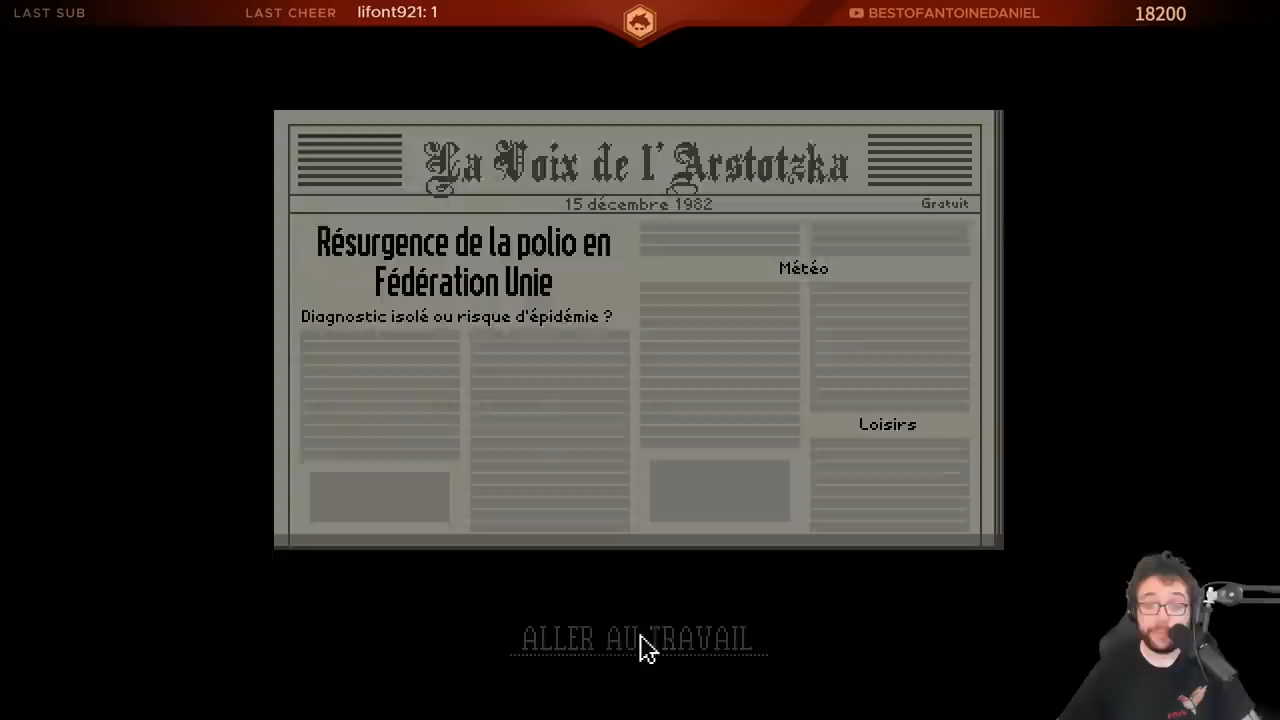 LAST SUB
LAST CHEER lifont921: 1
BESTOFANTOINEDANIEL
18200
La Voix de l'Arstotzka
15 décembre 1982
Gratuit
Résurgence de la polio en
Fédération Unie
Diagnostic isolé ou risque d'épidémie ?
Météo
Loisirs
ALLER AU TRAVAIL